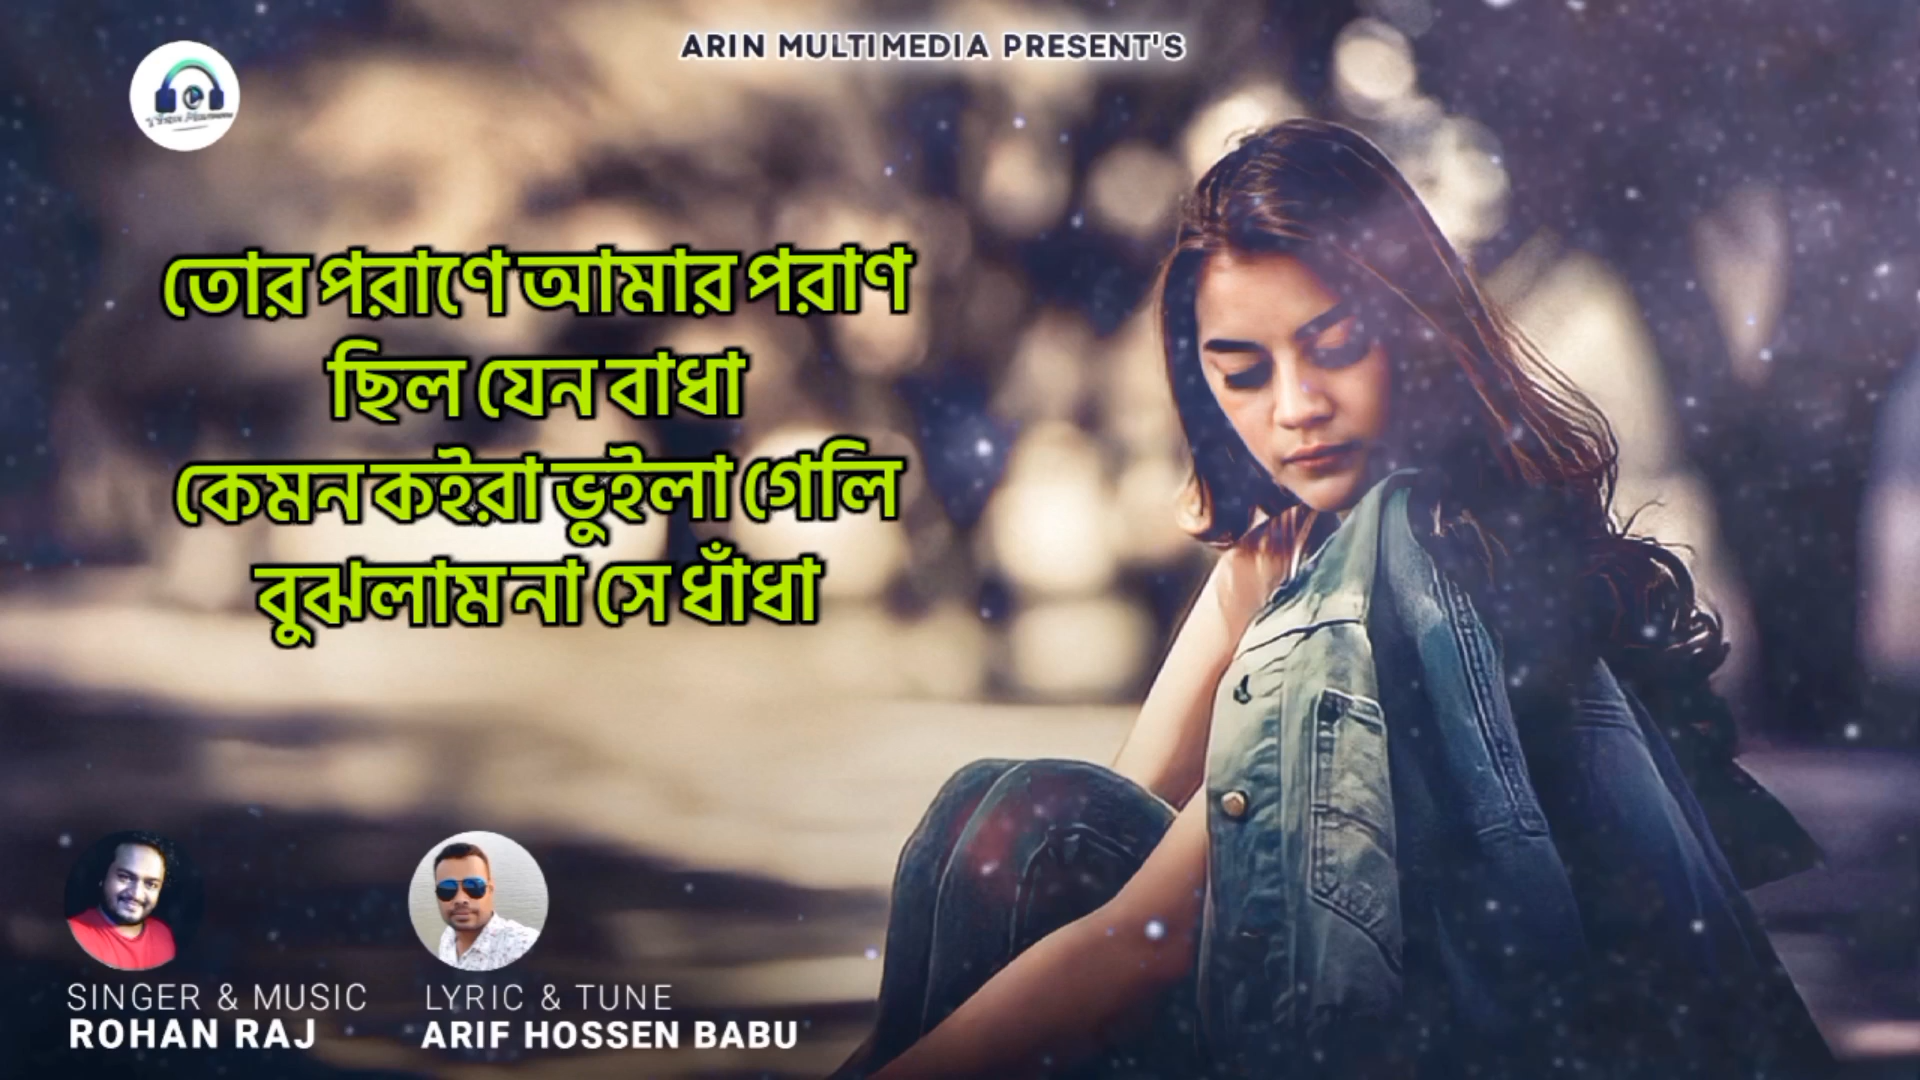 ARIN MULTIMEDIA PRESENT'S
তোর পরাণে আমার পরাণ
ছিল যেন বাধা
কেমন কইরা ভুইলা গেলি
বুঝলাম না সে ধাঁধা
SINGER & MUSIC
ROHAN RAJ
LYRIC & TUNE
ARIF HOSSEN BABU